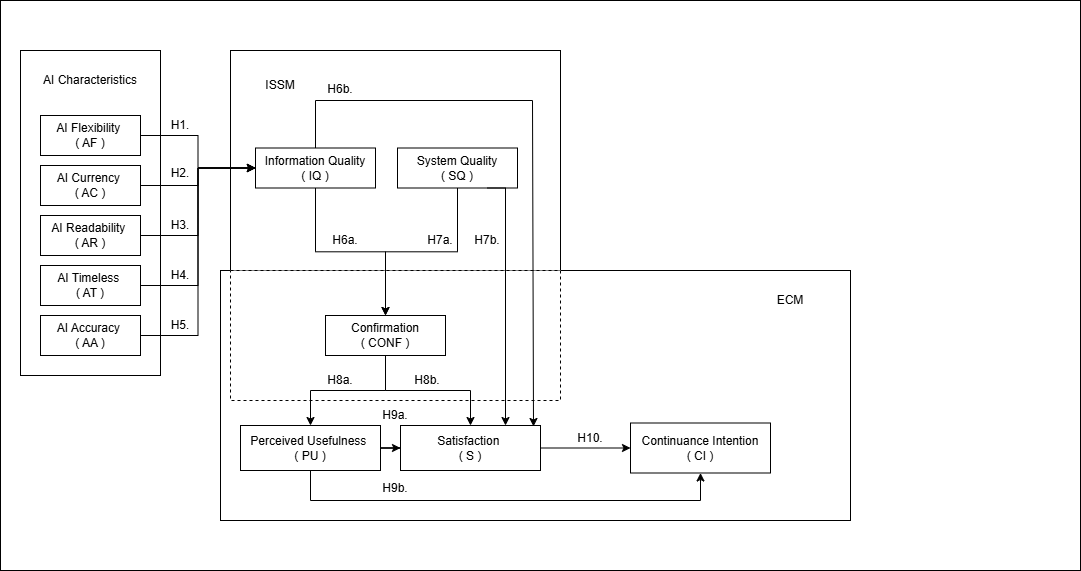 AI Characteristics
AI Flexibility
( AF )
AI Currency
( AC )
AI Readability
( AR )
AI Timeless
( AT )
AI Accuracy
( AA )
H1.
H2.
H3.
H4.
H5.
ISSM
H6b.
Information Quality
( IQ )
System Quality
( SQ )
H6a.
H7a.
H7b.
ECM
Confirmation
( CONF )
H8a.
H8b.
H9a.
Perceived Usefulness
( PU )
Satisfaction
( S )
H10.
Continuance Intention
( CI )
H9b.